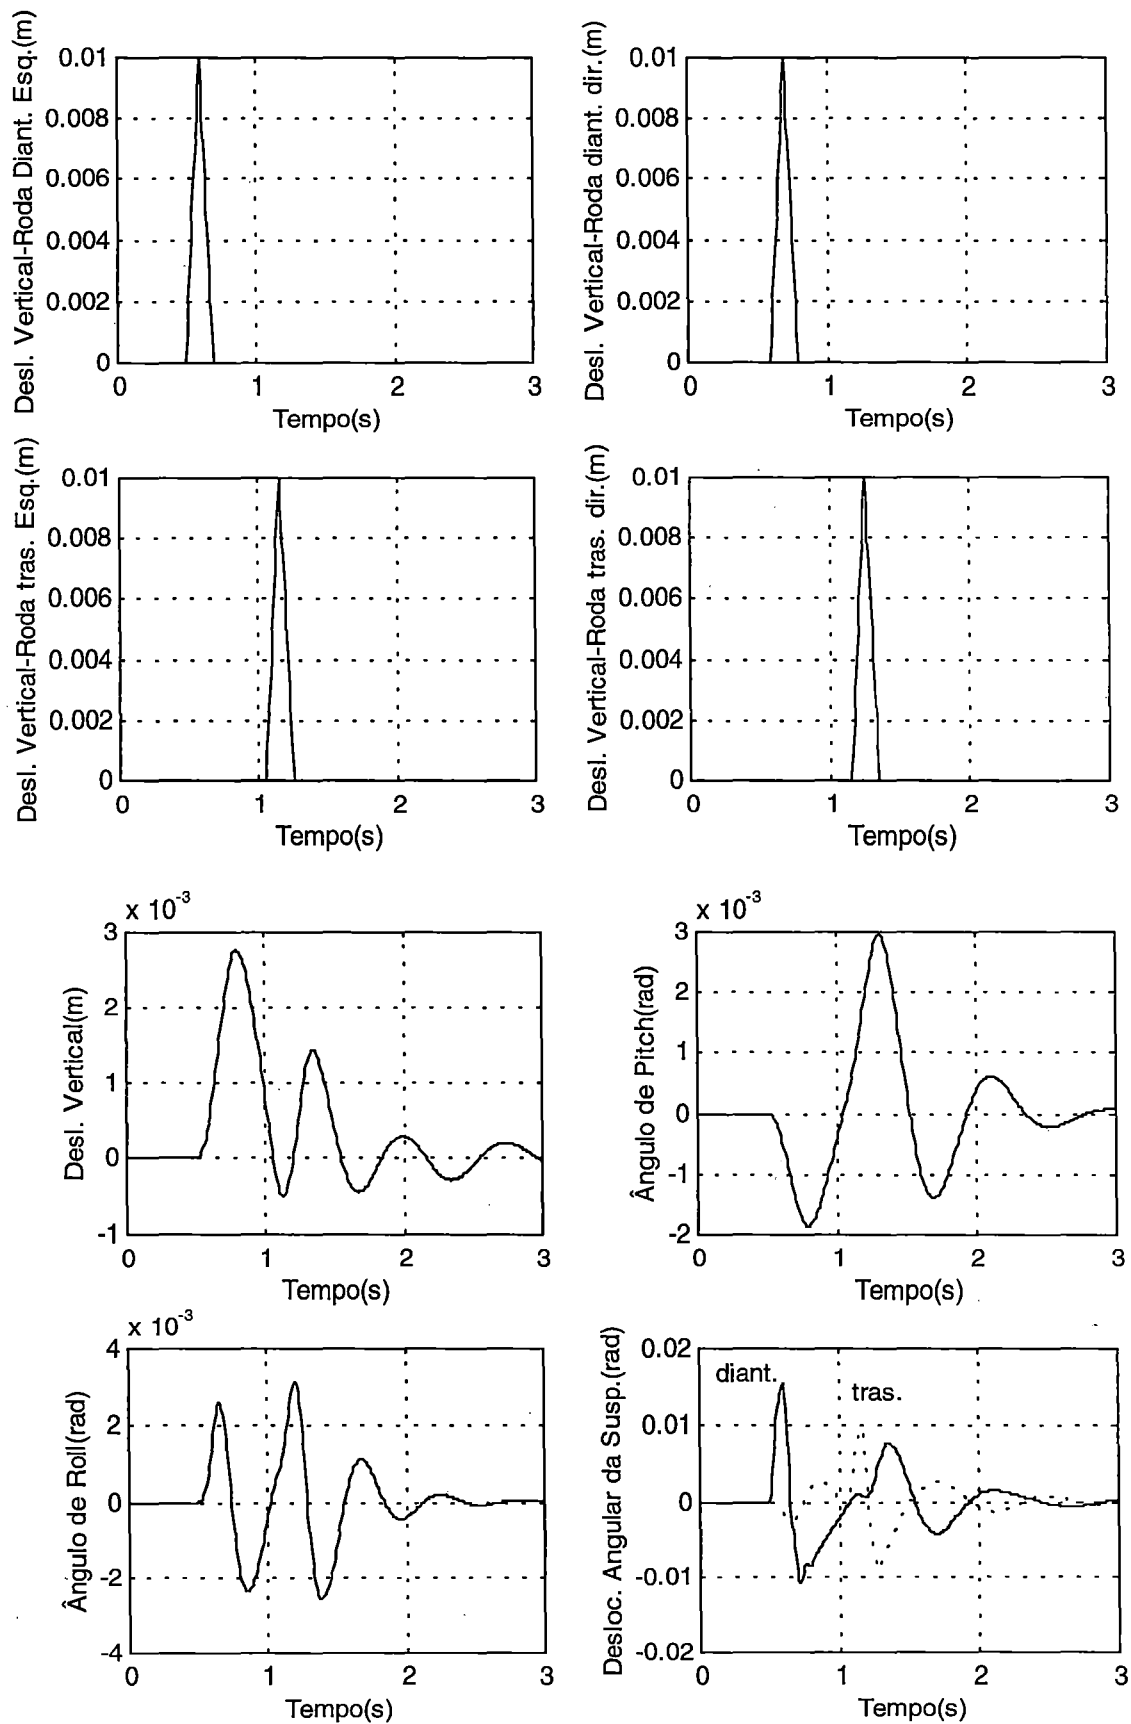 Desl. Vertical-Roda Diant. Esq.(m)
0.01
0.008
0.006
0.004
0.002
0
0 1 2 3
Tempo(s)
Desl. Vertical-Roda diant. dir.(m)
0.01
0.008
0.006
0.004
0.002
0
0 1 2 3
Tempo(s)
Desl. Vertical-Roda tras. Esq.(m)
0.01
0.008
0.006
0.004
0.002
0
0 1 2 3
Tempo(s)
Desl. Vertical-Roda tras. dir.(m)
0.01
0.008
0.006
0.004
0.002
0
0 1 2 3
Tempo(s)
x 10-3
Desl. Vertical(m)
3
2
1
0
-1
0 1 2 3
Tempo(s)
x 10-3
Ângulo de Pitch(rad)
3
2
1
0
-1
-2
0 1 2 3
Tempo(s)
x 10-3
Ângulo de Roll(rad)
4
2
0
-2
-4
0 1 2 3
Tempo(s)
Desloc. Angular da Susp.(rad)
0.02
0.01
0
-0.01
-0.02
diant.
tras.
0 1 2 3
Tempo(s)